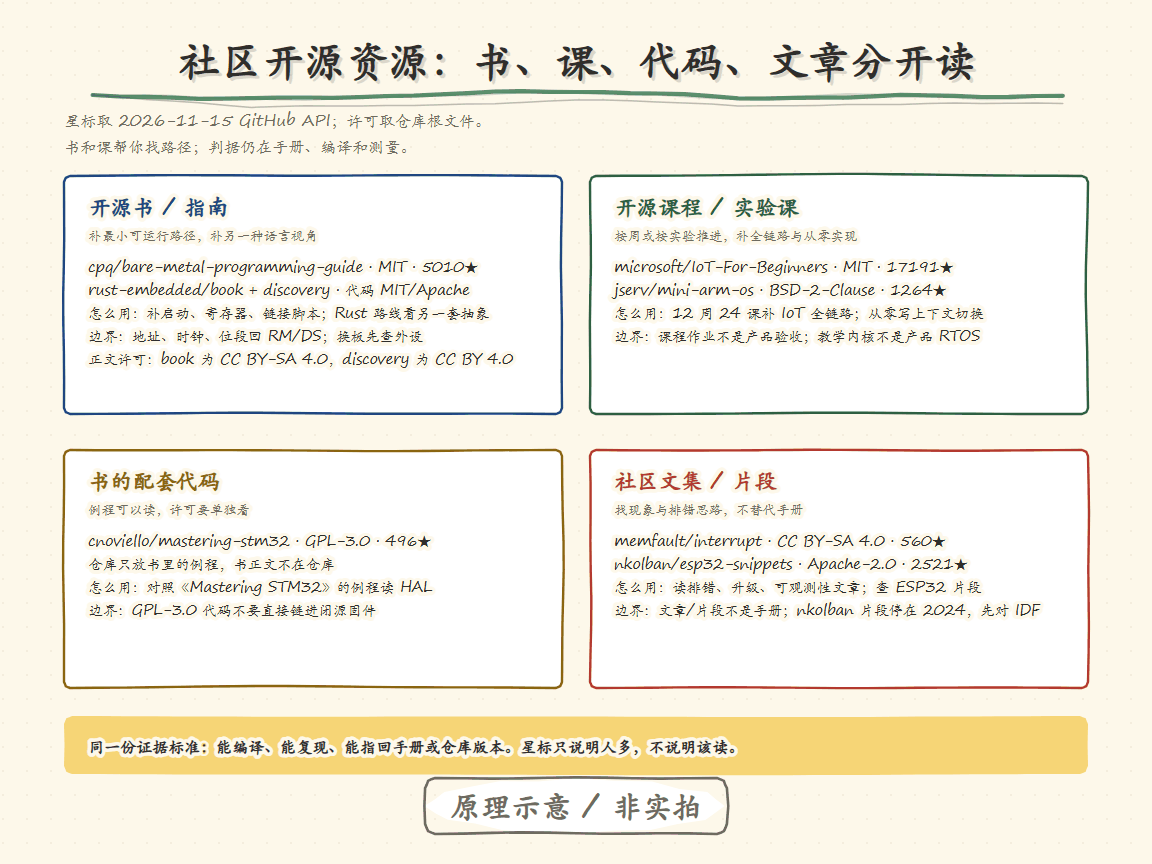 社区开源资源：书、课、代码、文章分开读
星标取 2026-11-15 GitHub API；许可取仓库根文件。
书和课帮你找路径；判据仍在手册、编译和测量。
开源书 / 指南
补最小可运行路径，补另一种语言视角
cpq/bare-metal-programming-guide · MIT · 5010★
rust-embedded/book + discovery · 代码 MIT/Apache
怎么用：补启动、寄存器、链接脚本；Rust 路线看另一套抽象
边界：地址、时钟、位段回 RM/DS；换板先查外设
正文许可：book 为 CC BY-SA 4.0，discovery 为 CC BY 4.0
开源课程 / 实验课
按周或按实验推进，补全链路与从零实现
microsoft/IoT-For-Beginners · MIT · 17191★
jserv/mini-arm-os · BSD-2-Clause · 1264★
怎么用：12 周 24 课补 IoT 全链路；从零写上下文切换
边界：课程作业不是产品验收；教学内核不是产品 RTOS
书的配套代码
例程可以读，许可要单独看
cnoviello/mastering-stm32 · GPL-3.0 · 496★
仓库只放书里的例程，书正文不在仓库
怎么用：对照《Mastering STM32》的例程读 HAL
边界：GPL-3.0 代码不要直接链进闭源固件
社区文集 / 片段
找现象与排错思路，不替代手册
memfault/interrupt · CC BY-SA 4.0 · 560★
nkolban/esp32-snippets · Apache-2.0 · 2521★
怎么用：读排错、升级、可观测性文章；查 ESP32 片段
边界：文章/片段不是手册；nkolban 片段停在 2024，先对 IDF
同一份证据标准：能编译、能复现、能指回手册或仓库版本。星标只说明人多，不说明该读。
原理示意 / 非实拍